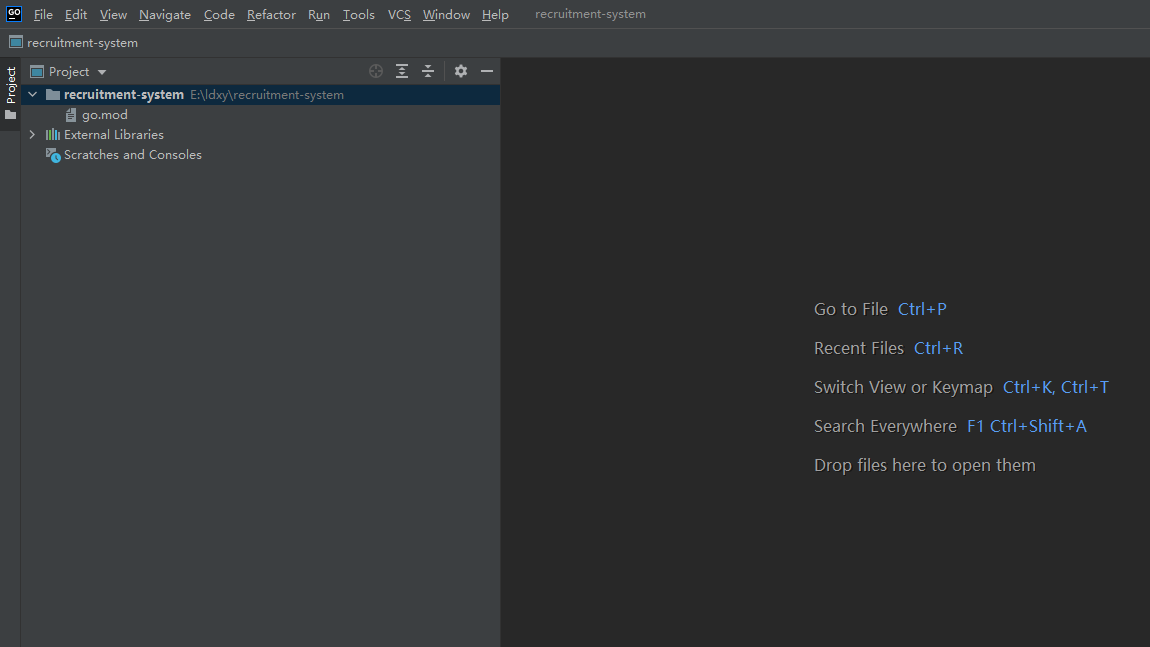 GO File Edit View Navigate Code Refactor Run Tools VCS Window Help recruitment-system
recruitment-system
Project
Project
recruitment-system E:\ldxy\recruitment-system
go.mod
External Libraries
Scratches and Consoles
Go to File Ctrl+P
Recent Files Ctrl+R
Switch View or Keymap Ctrl+K, Ctrl+T
Search Everywhere F1 Ctrl+Shift+A
Drop files here to open them